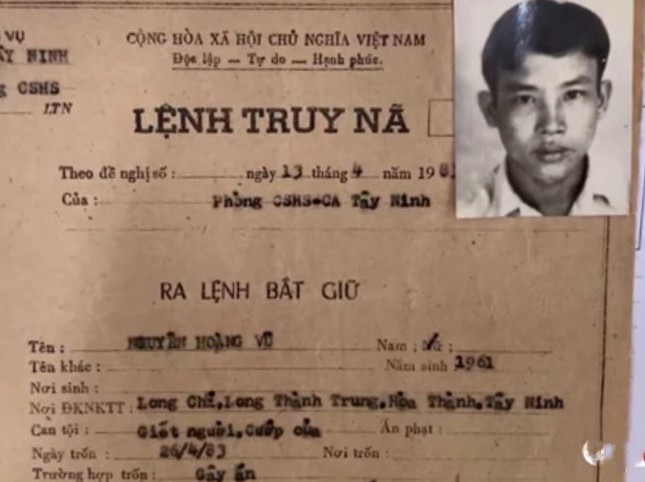 VỤ
CỘNG HÒA XÃ HỘI CHỦ NGHĨA VIỆT NAM
ẦY NINH
Độc lập — Tự do — Hạnh phúc.
g CSHS
LTN
LỆNH TRUY NÃ
Theo đề nghị số : ngày 13 tháng 4 năm 198
Của : Phòng CSHS-CA Tây Ninh
RA LỆNH BẮT GIỮ
Tên : NGUYỄN HOÀNG VŨ Nam ; Nữ ;
Tên khác : Năm sinh 1961
Nơi sinh :
Nơi ĐKNKTT : Long Chí, Long Thành Trung, Hòa Thành, Tây Ninh
Can tội : Giết người, Cướp của Án phạt :
Ngày trốn : 26/4/83 Nơi trốn :
Trường hợp trốn : Gây án